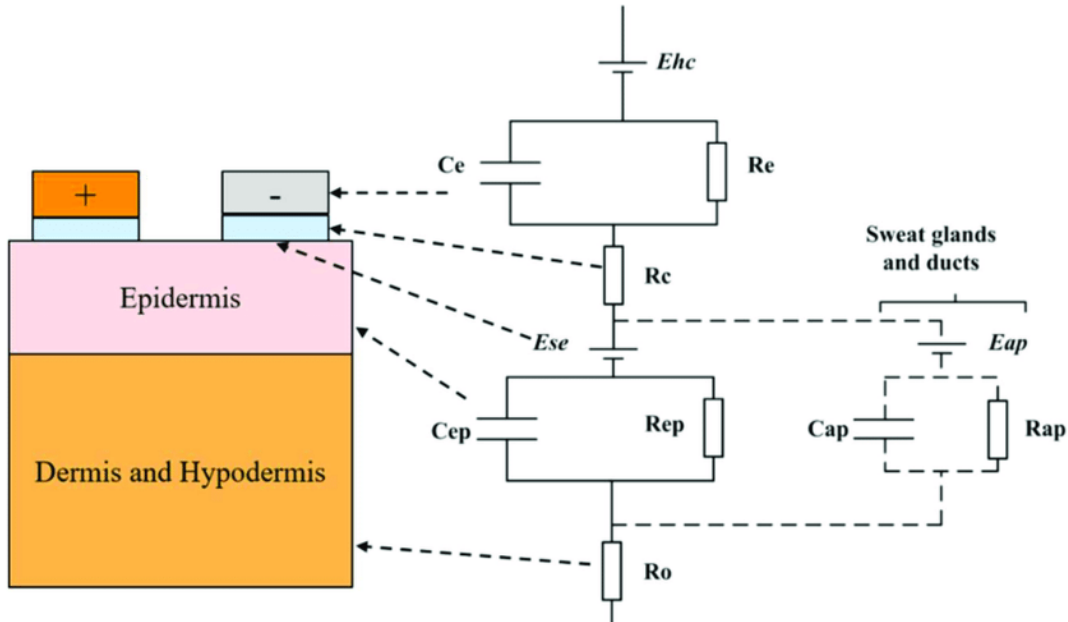 Ehc
Ce
Re
+
-
Sweat glands
and ducts
Rc
Epidermis
Ese
Eap
Cep
Rep
Cap
Rap
Dermis and Hypodermis
Ro